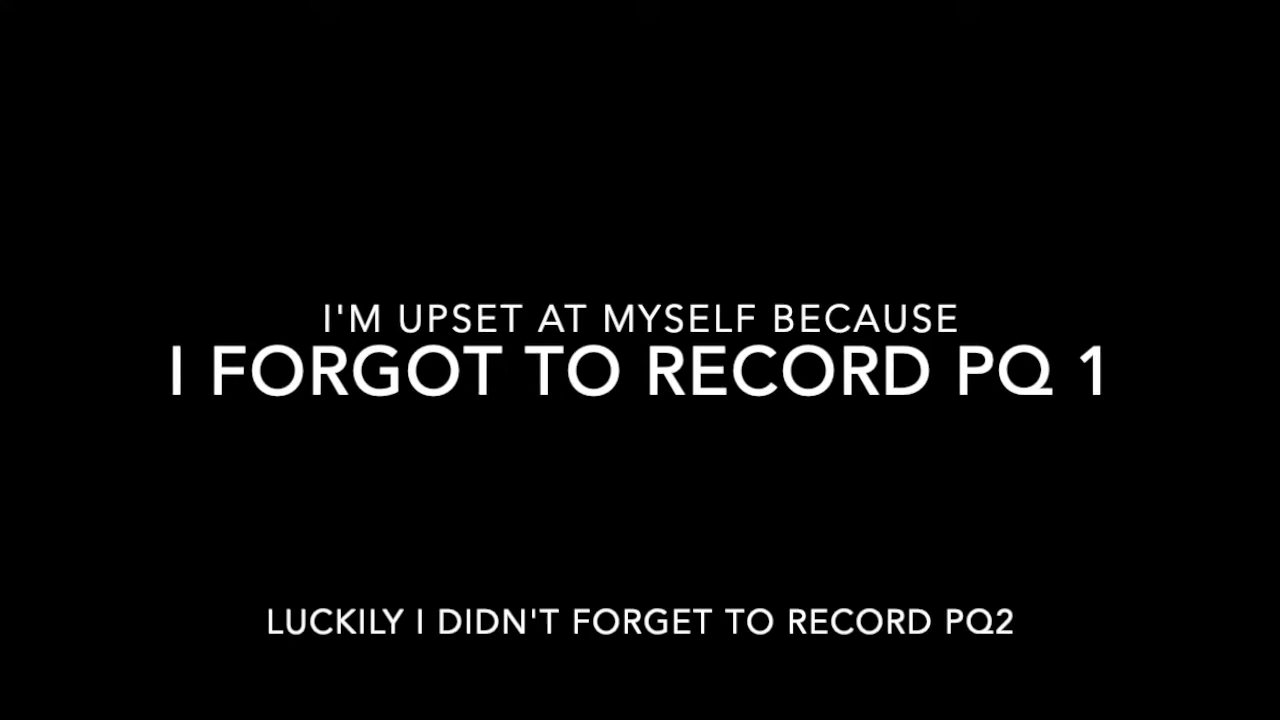 I'M UPSET AT MYSELF BECAUSE
I FORGOT TO RECORD PQ 1
LUCKILY I DIDN'T FORGET TO RECORD PQ2